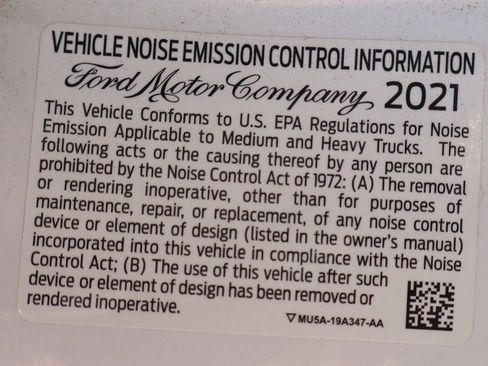 VEHICLE NOISE EMISSION CONTROL INFORMATION
Ford Motor Company 2021
This Vehicle Conforms to U.S. EPA Regulations for Noise
Emission Applicable to Medium and Heavy Trucks. The
following acts or the causing thereof by any person are
prohibited by the Noise Control Act of 1972: (A) The removal
or rendering inoperative, other than for purposes of
maintenance, repair, or replacement, of any noise control
device or element of design (listed in the owner's manual)
incorporated into this vehicle in compliance with the Noise
Control Act; (B) The use of this vehicle after such
device or element of design has been removed or
rendered inoperative.
▽ MU5A-19A347-AA